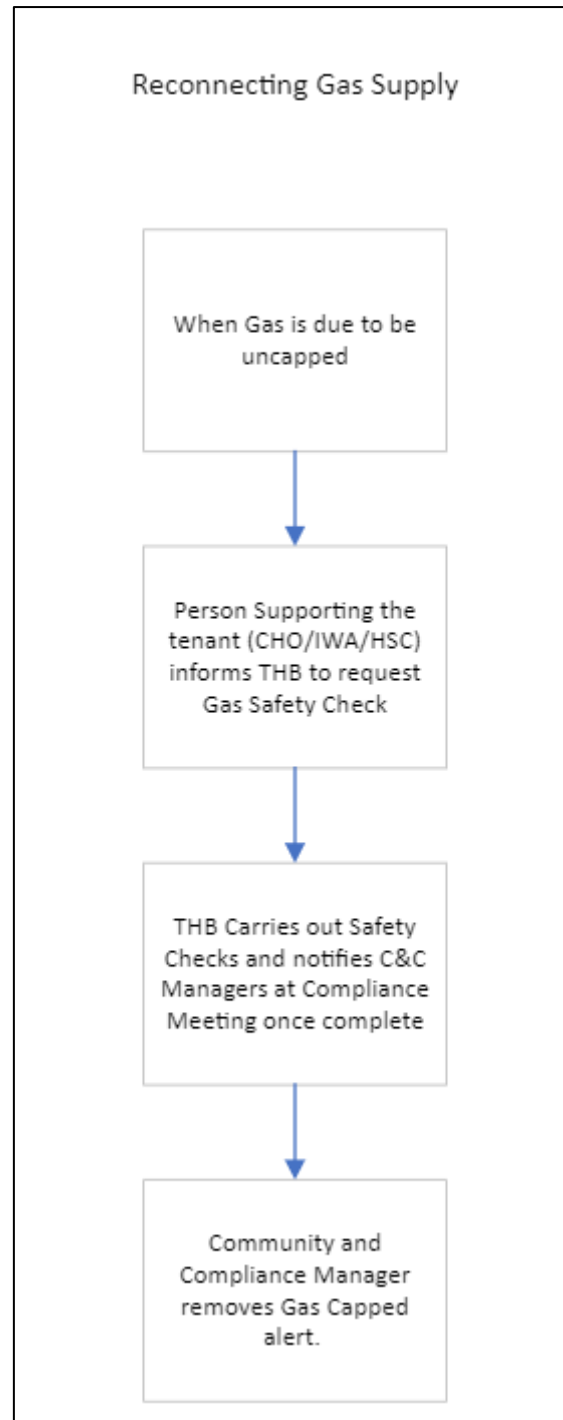 Reconnecting Gas Supply
When Gas is due to be
uncapped
Person Supporting the
tenant (CHO/IWA/HSC)
informs THB to request
Gas Safety Check
THB Carries out Safety
Checks and notifies C&C
Managers at Compliance
Meeting once complete
Community and
Compliance Manager
removes Gas Capped
alert.